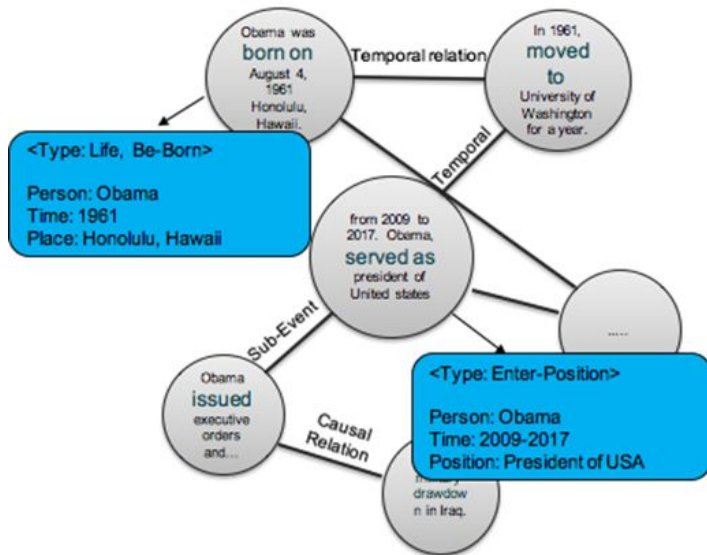 Obama was
born on
August 4,
1961
Honolulu,
Hawaii.
Temporal relation
In 1961,
moved
to
University of
Washington
for a year.
<Type: Life, Be-Born>
Person: Obama
Time: 1961
Place: Honolulu, Hawaii
Temporal
from 2009 to
2017. Obama,
served as
president of
United states
.....
Sub-Event
<Type: Enter-Position>
Person: Obama
Time: 2009-2017
Position: President of USA
Obama
issued
executive
orders
and...
Causal
Relation
drawdow
n in Iraq.